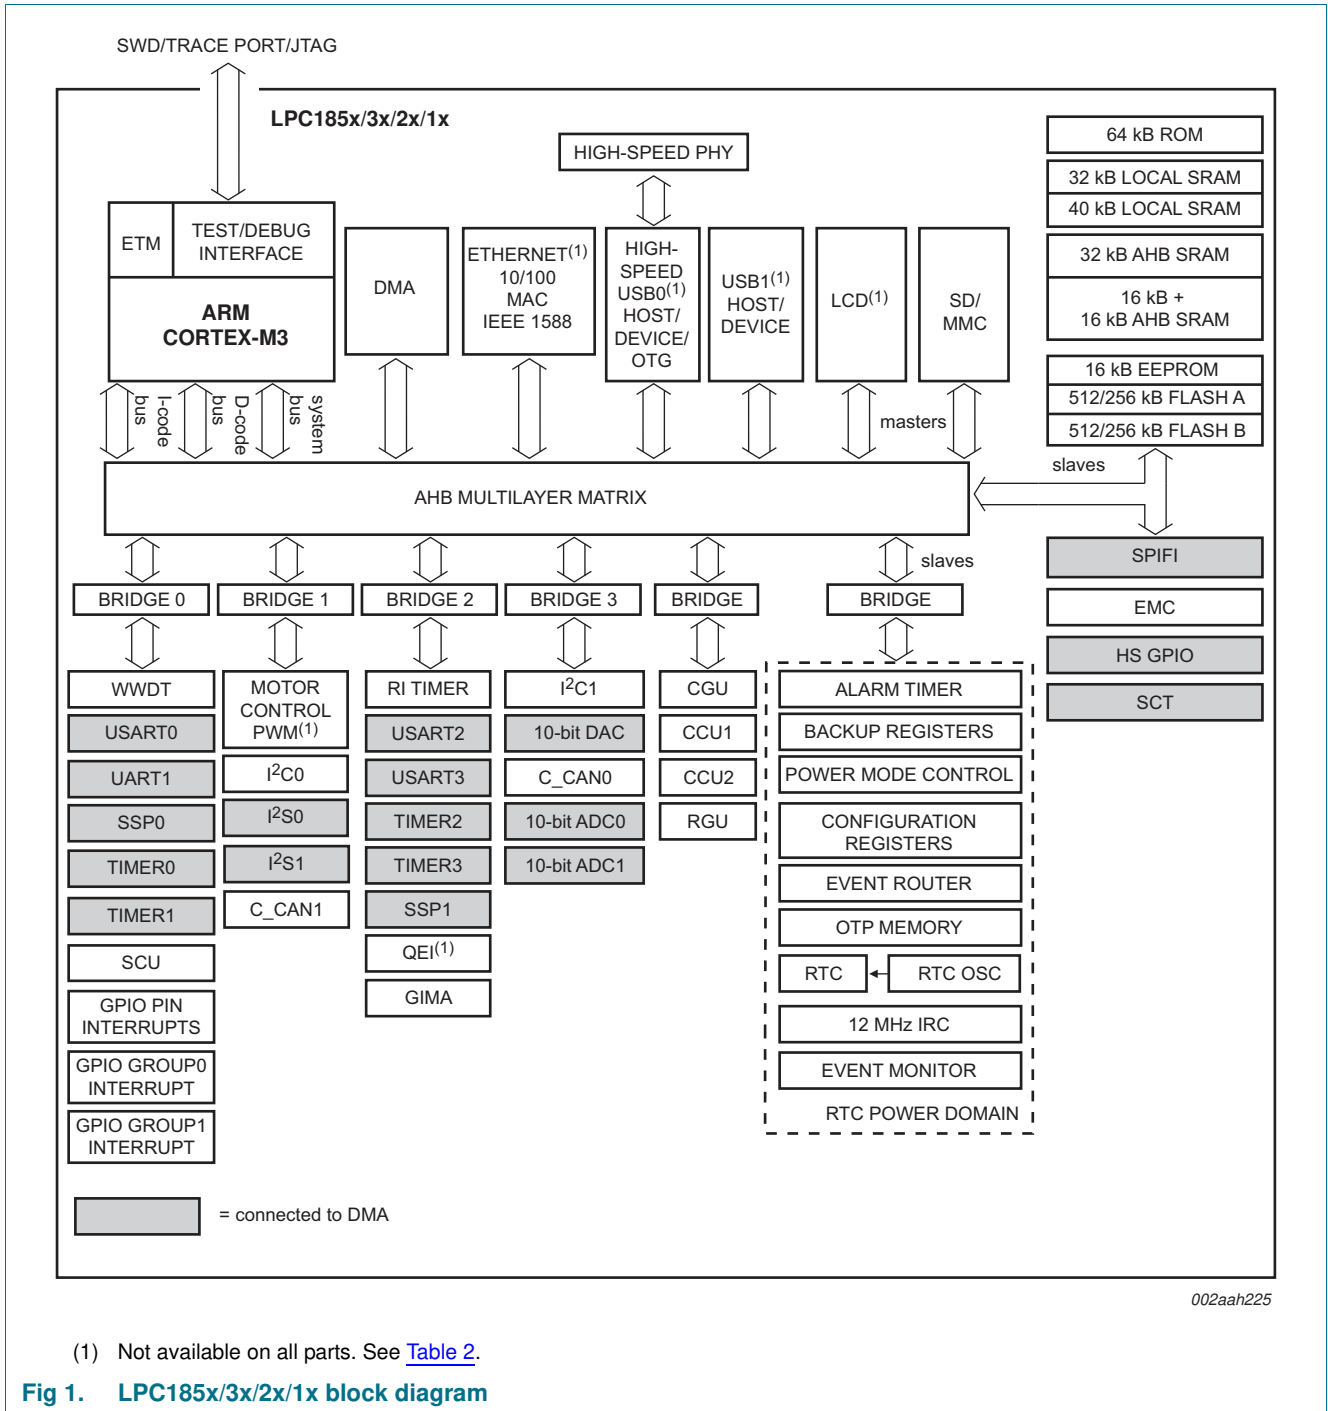 SWD/TRACE PORT/JTAG
LPC185x/3x/2x/1x
HIGH-SPEED PHY
ETM
TEST/DEBUG
INTERFACE
ARM
CORTEX-M3
DMA
ETHERNET(1)
10/100
MAC
IEEE 1588
HIGH-
SPEED
USB0(1)
HOST/
DEVICE/
OTG
USB1(1)
HOST/
DEVICE
LCD(1)
SD/
MMC
64 kB ROM
32 kB LOCAL SRAM
40 kB LOCAL SRAM
32 kB AHB SRAM
16 kB +
16 kB AHB SRAM
16 kB EEPROM
512/256 kB FLASH A
512/256 kB FLASH B
I-code
bus
D-code
bus
system
bus
masters
slaves
AHB MULTILAYER MATRIX
slaves
BRIDGE 0
BRIDGE 1
BRIDGE 2
BRIDGE 3
BRIDGE
BRIDGE
SPIFI
EMC
HS GPIO
SCT
WWDT
USART0
UART1
SSP0
TIMER0
TIMER1
SCU
GPIO PIN
INTERRUPTS
GPIO GROUP0
INTERRUPT
GPIO GROUP1
INTERRUPT
MOTOR
CONTROL
PWM(1)
I2C0
I2S0
I2S1
C_CAN1
RI TIMER
USART2
USART3
TIMER2
TIMER3
SSP1
QEI(1)
GIMA
I2C1
10-bit DAC
C_CAN0
10-bit ADC0
10-bit ADC1
CGU
CCU1
CCU2
RGU
ALARM TIMER
BACKUP REGISTERS
POWER MODE CONTROL
CONFIGURATION
REGISTERS
EVENT ROUTER
OTP MEMORY
RTC
RTC OSC
12 MHz IRC
EVENT MONITOR
RTC POWER DOMAIN
= connected to DMA
002aah225
(1) Not available on all parts. See Table 2.
Fig 1. LPC185x/3x/2x/1x block diagram